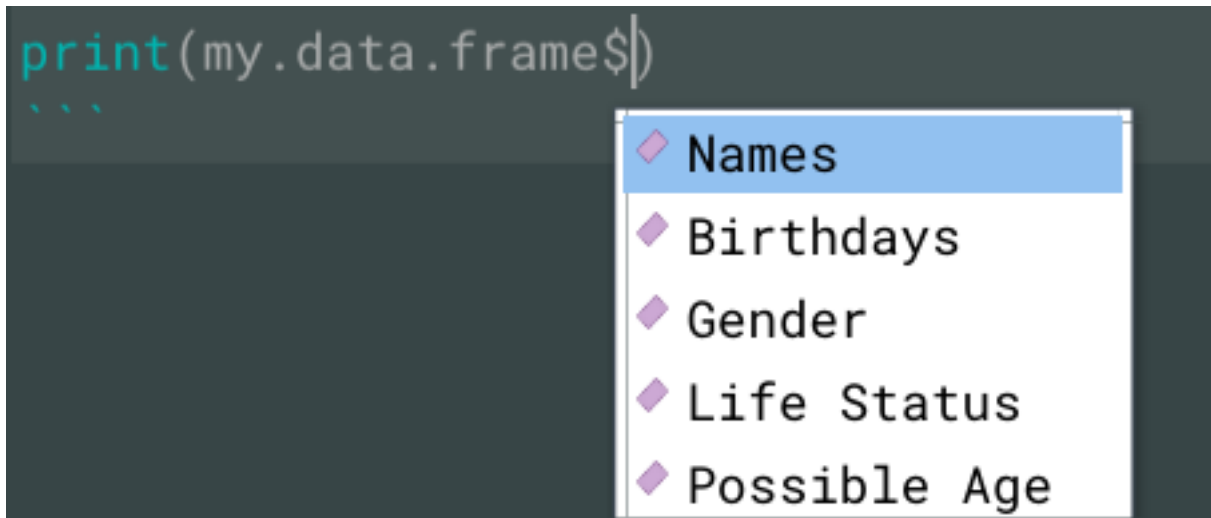 print(my.data.frame$)
```
Names
Birthdays
Gender
Life Status
Possible Age